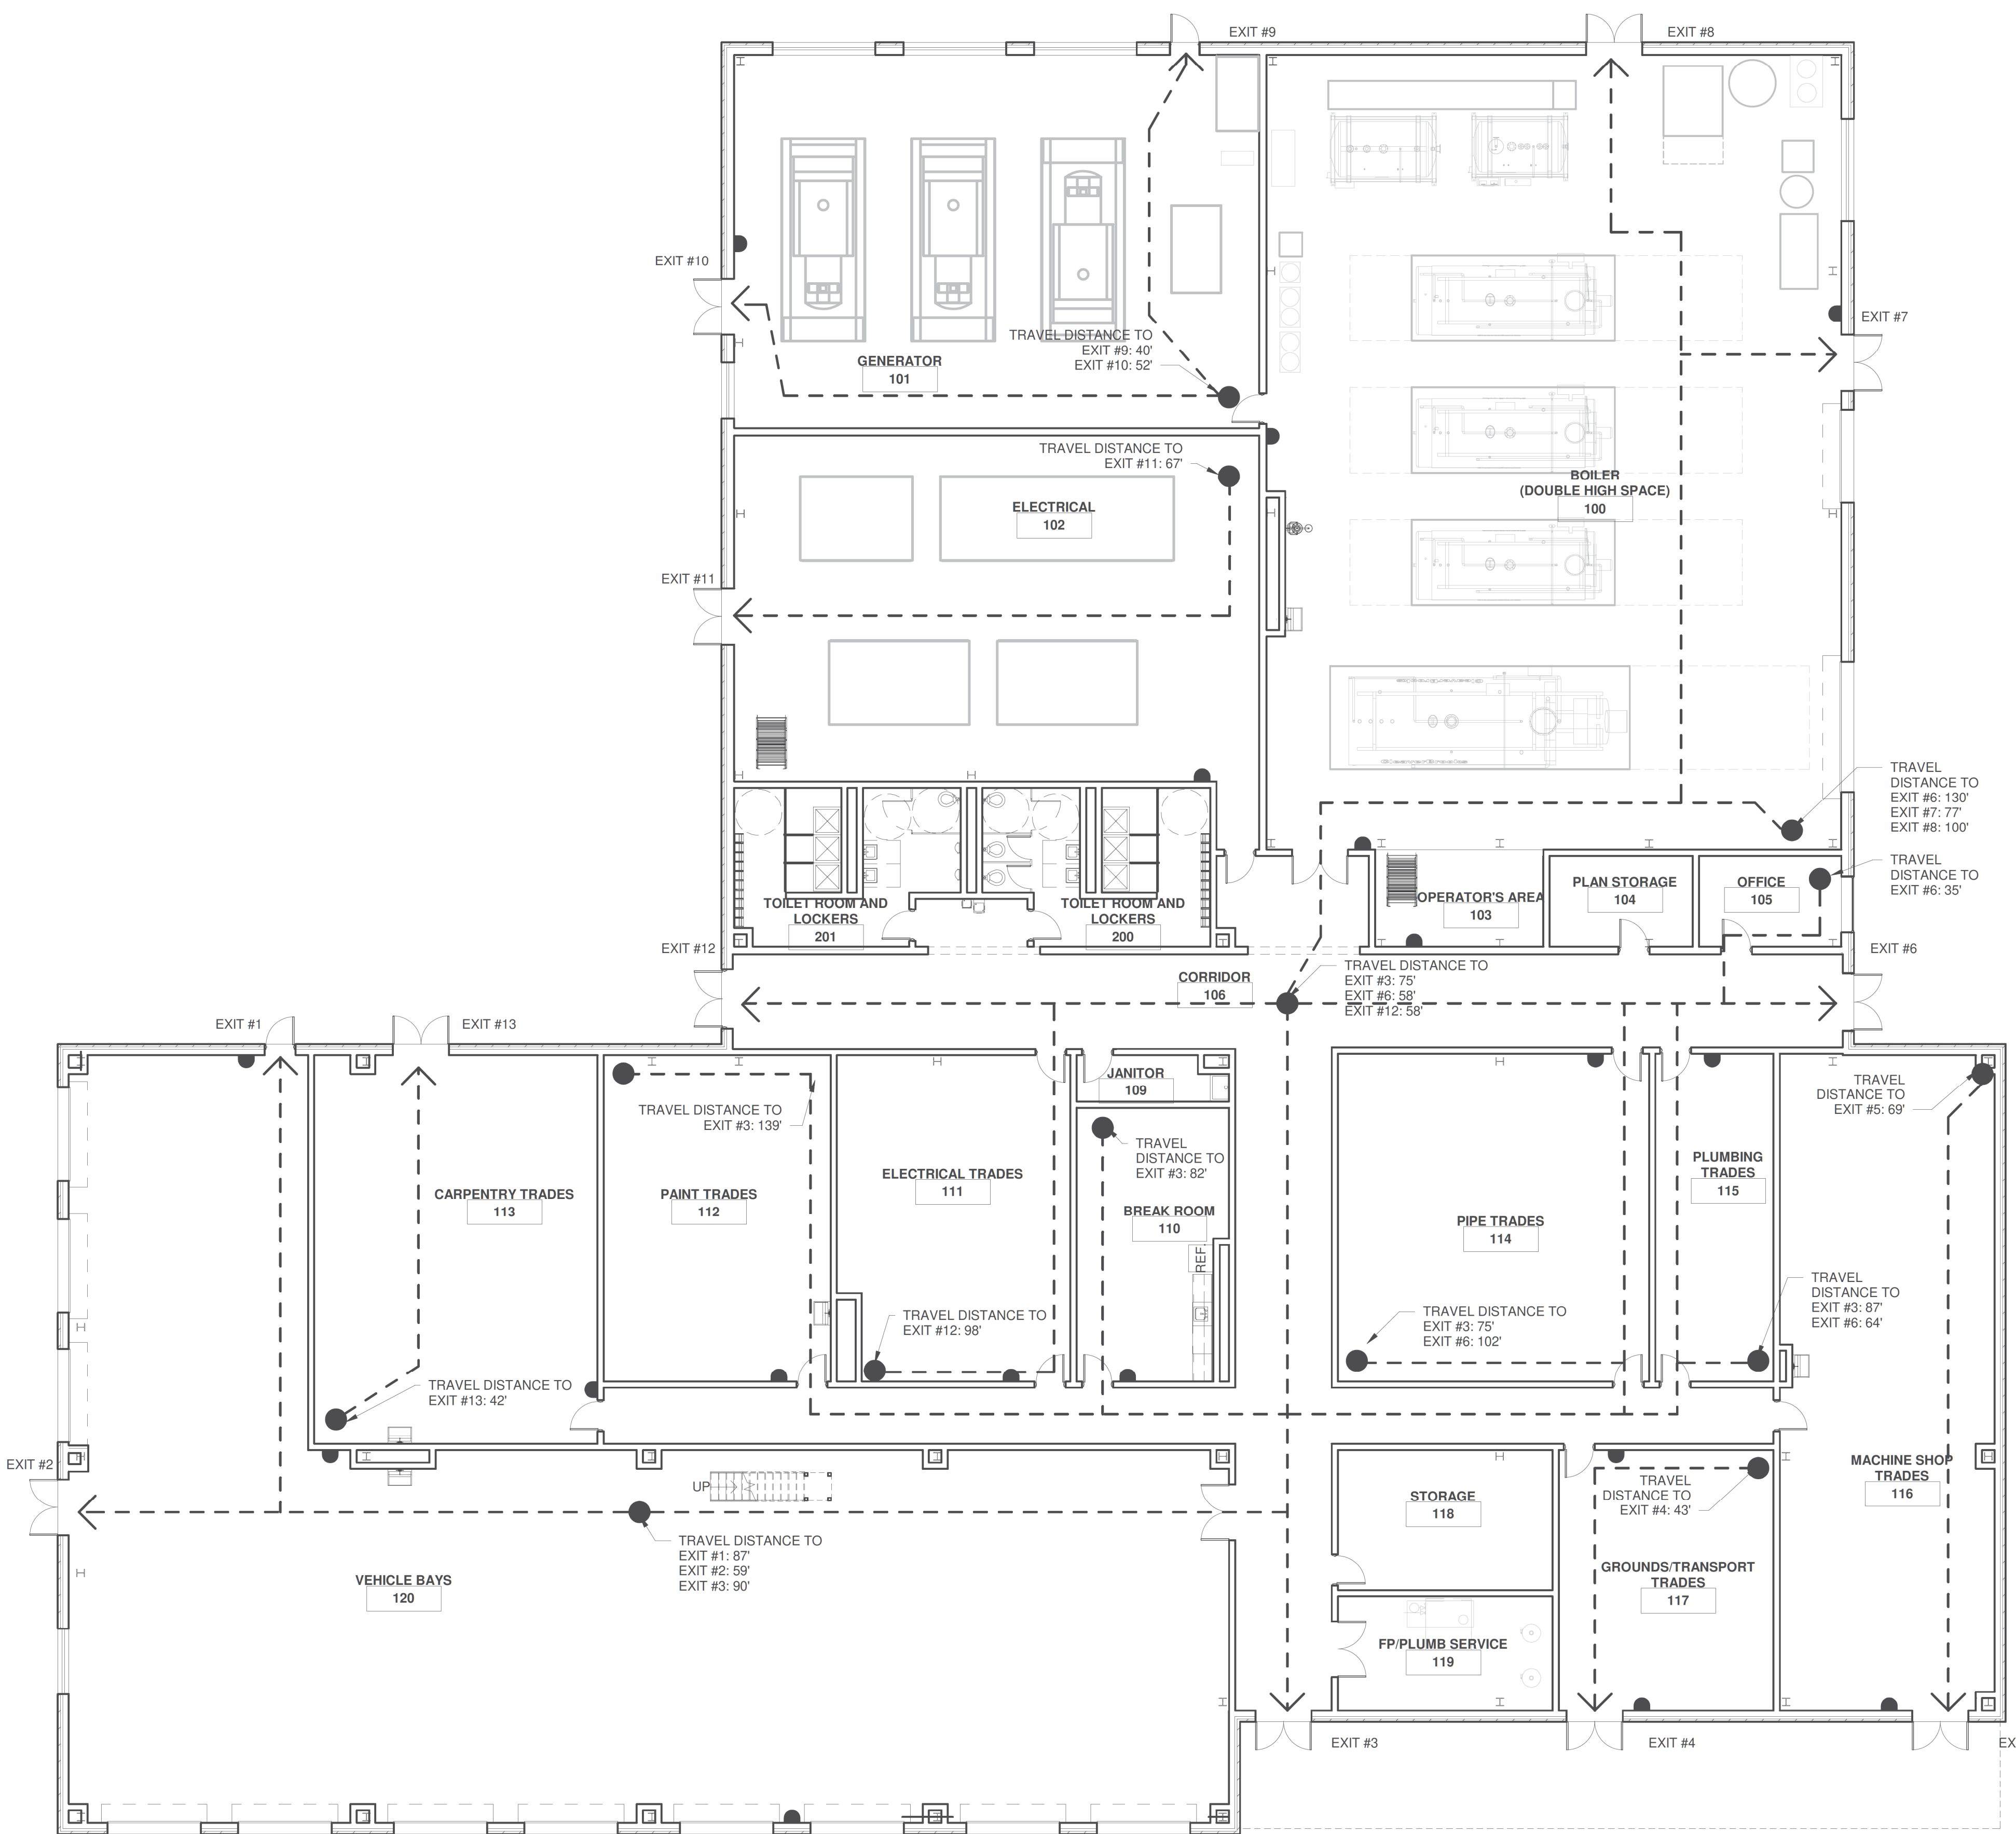 EXIT #9
EXIT #8
EXIT #10
EXIT #7
TRAVEL DISTANCE TO
EXIT #9: 40'
EXIT #10: 52'
GENERATOR
101
TRAVEL DISTANCE TO
EXIT #11: 67'
ELECTRICAL
102
BOILER
(DOUBLE HIGH SPACE)
100
EXIT #11
TRAVEL
DISTANCE TO
EXIT #6: 130'
EXIT #7: 77'
EXIT #8: 100'
TRAVEL
DISTANCE TO
EXIT #6: 35'
TOILET ROOM AND
LOCKERS
201
TOILET ROOM AND
LOCKERS
200
OPERATOR'S AREA
103
PLAN STORAGE
104
OFFICE
105
EXIT #12
EXIT #6
CORRIDOR
106
TRAVEL DISTANCE TO
EXIT #3: 75'
EXIT #6: 58'
EXIT #12: 58'
EXIT #1
EXIT #13
JANITOR
109
TRAVEL
DISTANCE TO
EXIT #5: 69'
TRAVEL DISTANCE TO
EXIT #3: 139'
TRAVEL
DISTANCE TO
EXIT #3: 82'
CARPENTRY TRADES
113
PAINT TRADES
112
ELECTRICAL TRADES
111
BREAK ROOM
110
REF.
PIPE TRADES
114
PLUMBING
TRADES
115
TRAVEL DISTANCE TO
EXIT #12: 98'
TRAVEL DISTANCE TO
EXIT #3: 75'
EXIT #6: 102'
TRAVEL
DISTANCE TO
EXIT #3: 87'
EXIT #6: 64'
TRAVEL DISTANCE TO
EXIT #13: 42'
EXIT #2
UP
TRAVEL DISTANCE TO
EXIT #1: 87'
EXIT #2: 59'
EXIT #3: 90'
VEHICLE BAYS
120
STORAGE
118
TRAVEL
DISTANCE TO
EXIT #4: 43'
MACHINE SHOP
TRADES
116
GROUNDS/TRANSPORT
TRADES
117
FP/PLUMB SERVICE
119
EXIT #3
EXIT #4
EX